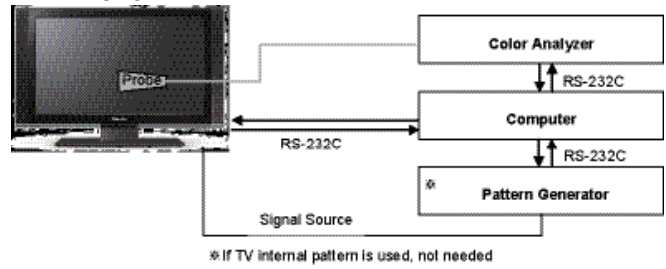 Color Analyzer
Probe
RS-232C
Computer
RS-232C
RS-232C
※ Pattern Generator
Signal Source
※If TV internal pattern is used, not needed